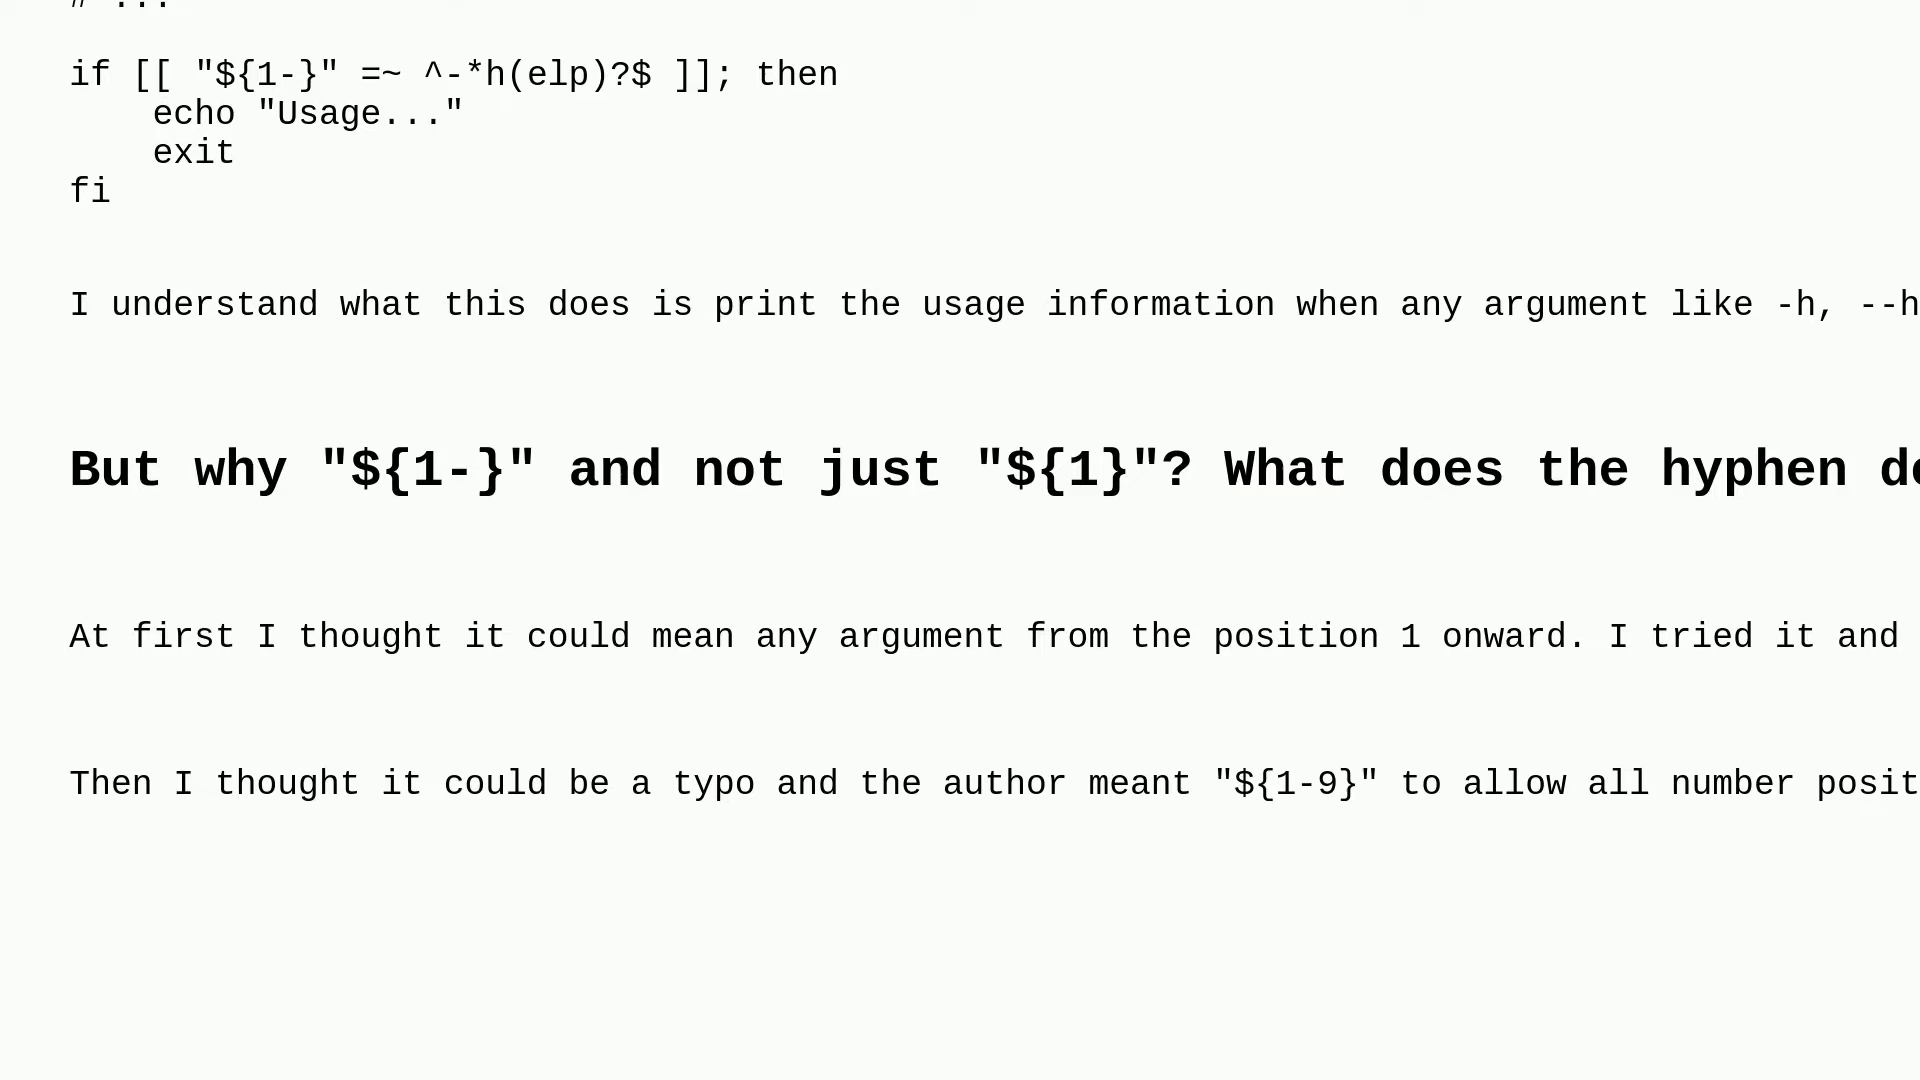 # ...
if [[ "${1-}" =~ ^-*h(elp)?$ ]]; then
    echo "Usage..."
    exit
fi
I understand what this does is print the usage information when any argument like -h, --h
But why "${1-}" and not just "${1}"? What does the hyphen do
At first I thought it could mean any argument from the position 1 onward. I tried it and
Then I thought it could be a typo and the author meant "${1-9}" to allow all number posit